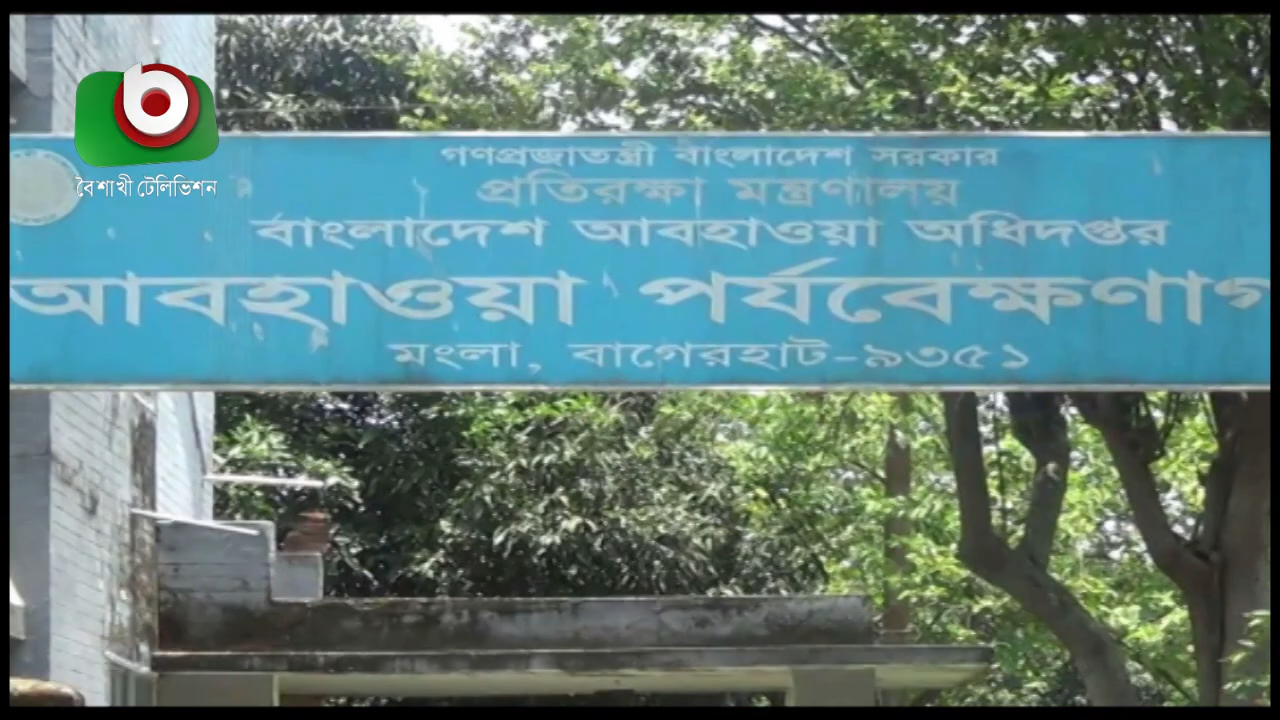 বৈশাখী টেলিভিশন
গণপ্রজাতন্ত্রী বাংলাদেশ সরকার
প্রতিরক্ষা মন্ত্রণালয়
বাংলাদেশ আবহাওয়া অধিদপ্তর
আবহাওয়া পর্যবেক্ষণাগ
মংলা, বাগেরহাট-৯৩৫১